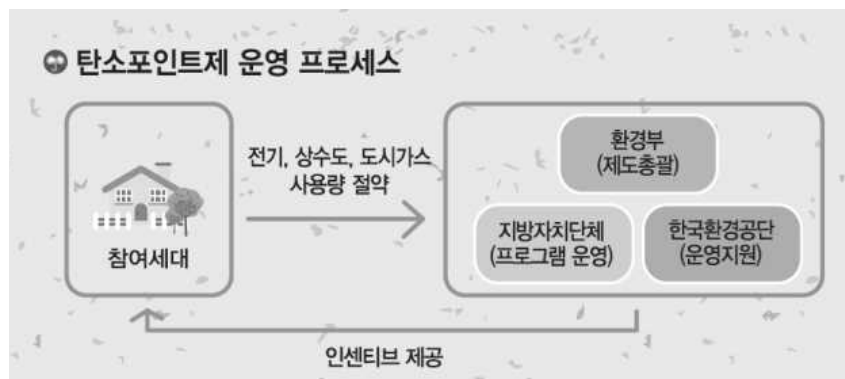 탄소포인트제 운영 프로세스
전기, 상수도, 도시가스
사용량 절약
참여세대
환경부
(제도총괄)
지방자치단체
(프로그램 운영)
한국환경공단
(운영지원)
인센티브 제공